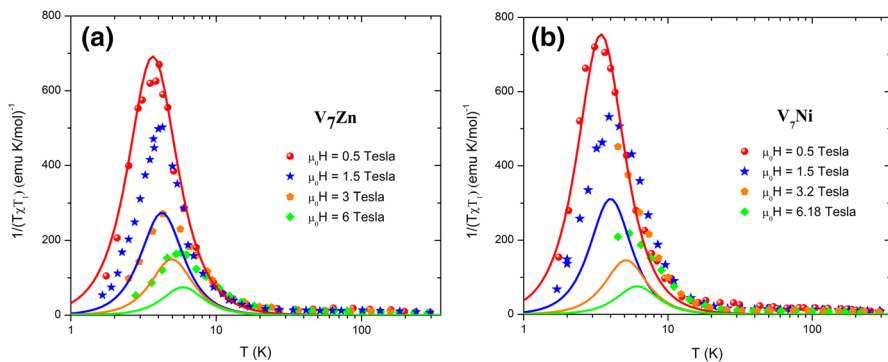 (a)
800
600
400
200
0
1/(TχT₁) (emu K/mol)⁻¹
V₇Zn
μ₀H = 0.5 Tesla
μ₀H = 1.5 Tesla
μ₀H = 3 Tesla
μ₀H = 6 Tesla
1 10 100
T (K)
(b)
800
600
400
200
0
1/(TχT₁) (emu K/mol)⁻¹
V₇Ni
μ₀H = 0.5 Tesla
μ₀H = 1.5 Tesla
μ₀H = 3.2 Tesla
μ₀H = 6.18 Tesla
1 10 100
T (K)